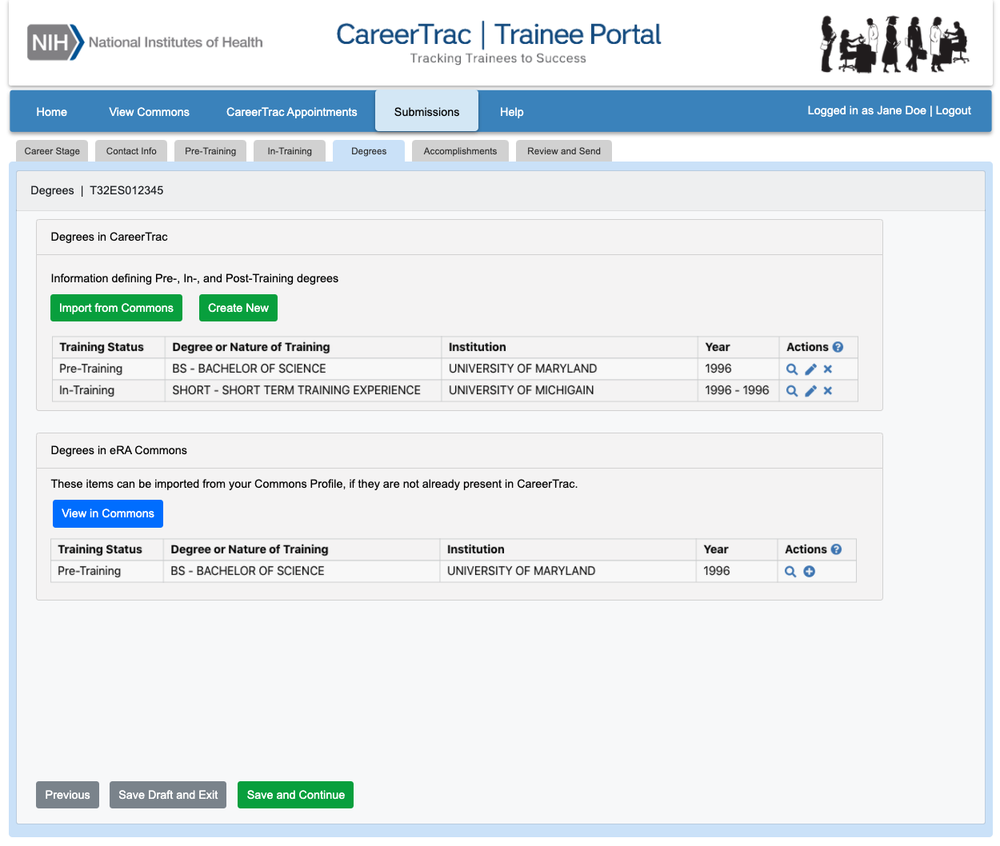 NIH National Institutes of Health
CareerTrac | Trainee Portal
Tracking Trainees to Success
Home View Commons CareerTrac Appointments Submissions Help Logged in as Jane Doe | Logout
Career Stage Contact Info Pre-Training In-Training Degrees Accomplishments Review and Send
Degrees | T32ES012345
Degrees in CareerTrac
Information defining Pre-, In-, and Post-Training degrees
Import from Commons Create New
Training Status Degree or Nature of Training Institution Year Actions ?
Pre-Training BS - BACHELOR OF SCIENCE UNIVERSITY OF MARYLAND 1996
In-Training SHORT - SHORT TERM TRAINING EXPERIENCE UNIVERSITY OF MICHIGAIN 1996 - 1996
Degrees in eRA Commons
These items can be imported from your Commons Profile, if they are not already present in CareerTrac.
View in Commons
Training Status Degree or Nature of Training Institution Year Actions ?
Pre-Training BS - BACHELOR OF SCIENCE UNIVERSITY OF MARYLAND 1996
Previous Save Draft and Exit Save and Continue